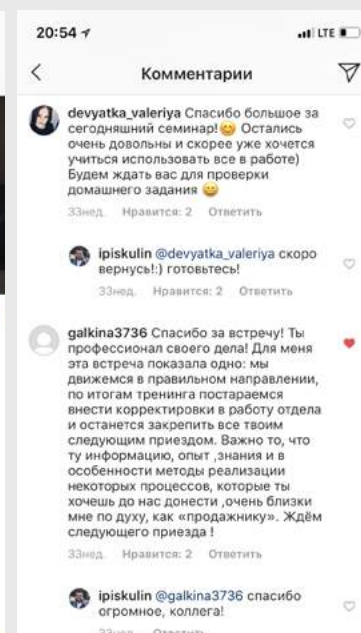 20:54
LTE
Комментарии
devyatka_valeriya Спасибо большое за
сегодняшний семинар!😊 Остались
очень довольны и скорее уже хочется
учиться использовать все в работе)
Будем ждать вас для проверки
домашнего задания 😄
33нед. Нравится: 2 Ответить
ipiskulin @devyatka_valeriya скоро
вернусь!:) готовьтесь!
33нед. Нравится: 2 Ответить
galkina3736 Спасибо за встречу! Ты
профессионал своего дела! Для меня
эта встреча показала одно: мы
движемся в правильном направлении,
по итогам тренинга постараемся
внести корректировки в работу отдела
и останется закрепить все твоим
следующим приездом. Важно то, что
ту информацию, опыт ,знания и в
особенности методы реализации
некоторых процессов, которые ты
хочешь до нас донести ,очень близки
мне по духу, как «продажнику». Ждём
следующего приезда !
33нед. Нравится: 2 Ответить
ipiskulin @galkina3736 спасибо
огромное, коллега!
33нед. Ответить